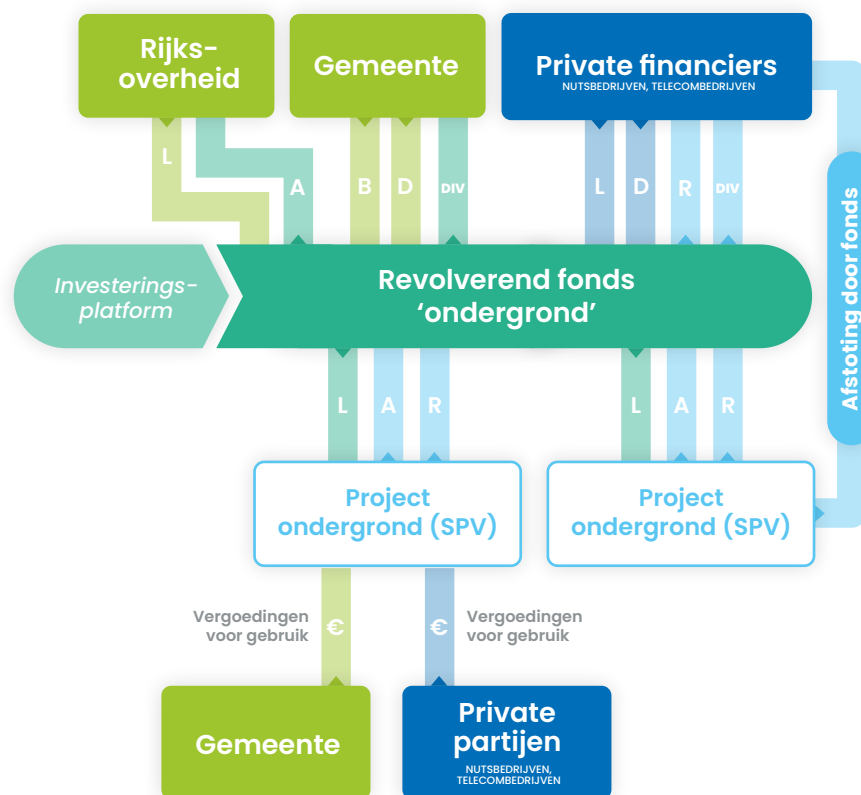 Rijks-
overheid
Gemeente
Private financiers
NUTSBEDRIJVEN, TELECOMBEDRIJVEN
L
A
B
D
DIV
L
D
R
DIV
Afstoting door fonds
Investerings-
platform
Revolverend fonds
‘ondergrond’
L
A
R
L
A
R
Project
ondergrond (SPV)
Project
ondergrond (SPV)
Vergoedingen
voor gebruik
€
€
Vergoedingen
voor gebruik
Gemeente
Private
partijen
NUTSBEDRIJVEN,
TELECOMBEDRIJVEN